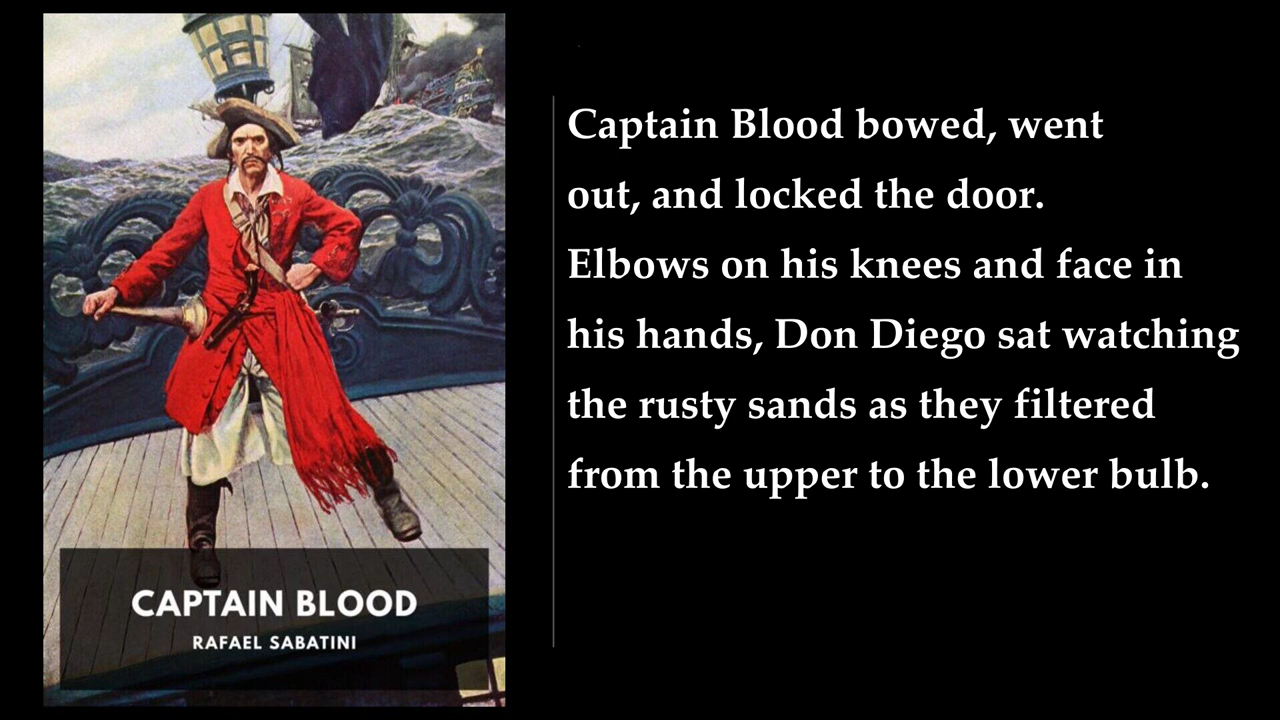 CAPTAIN BLOOD
RAFAEL SABATINI
Captain Blood bowed, went
out, and locked the door.
Elbows on his knees and face in
his hands, Don Diego sat watching
the rusty sands as they filtered
from the upper to the lower bulb.